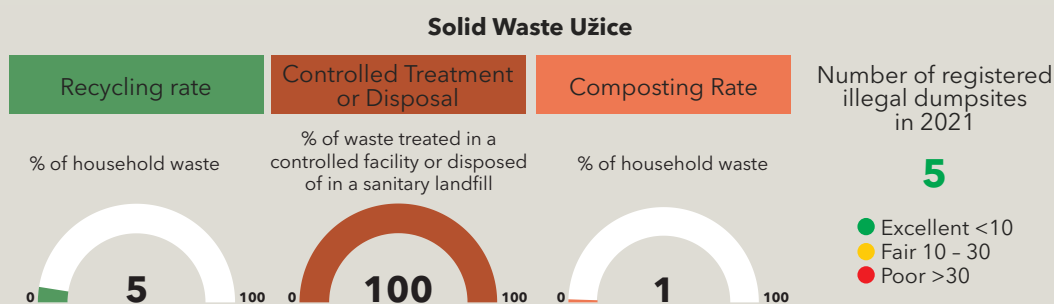 Solid Waste Užice
Recycling rate
% of household waste
0
5
100
Controlled Treatment
or Disposal
% of waste treated in a
controlled facility or disposed
of in a sanitary landfill
0
100
100
Composting Rate
% of household waste
0
1
100
Number of registered
illegal dumpsites
in 2021
5
Excellent <10
Fair 10 – 30
Poor >30